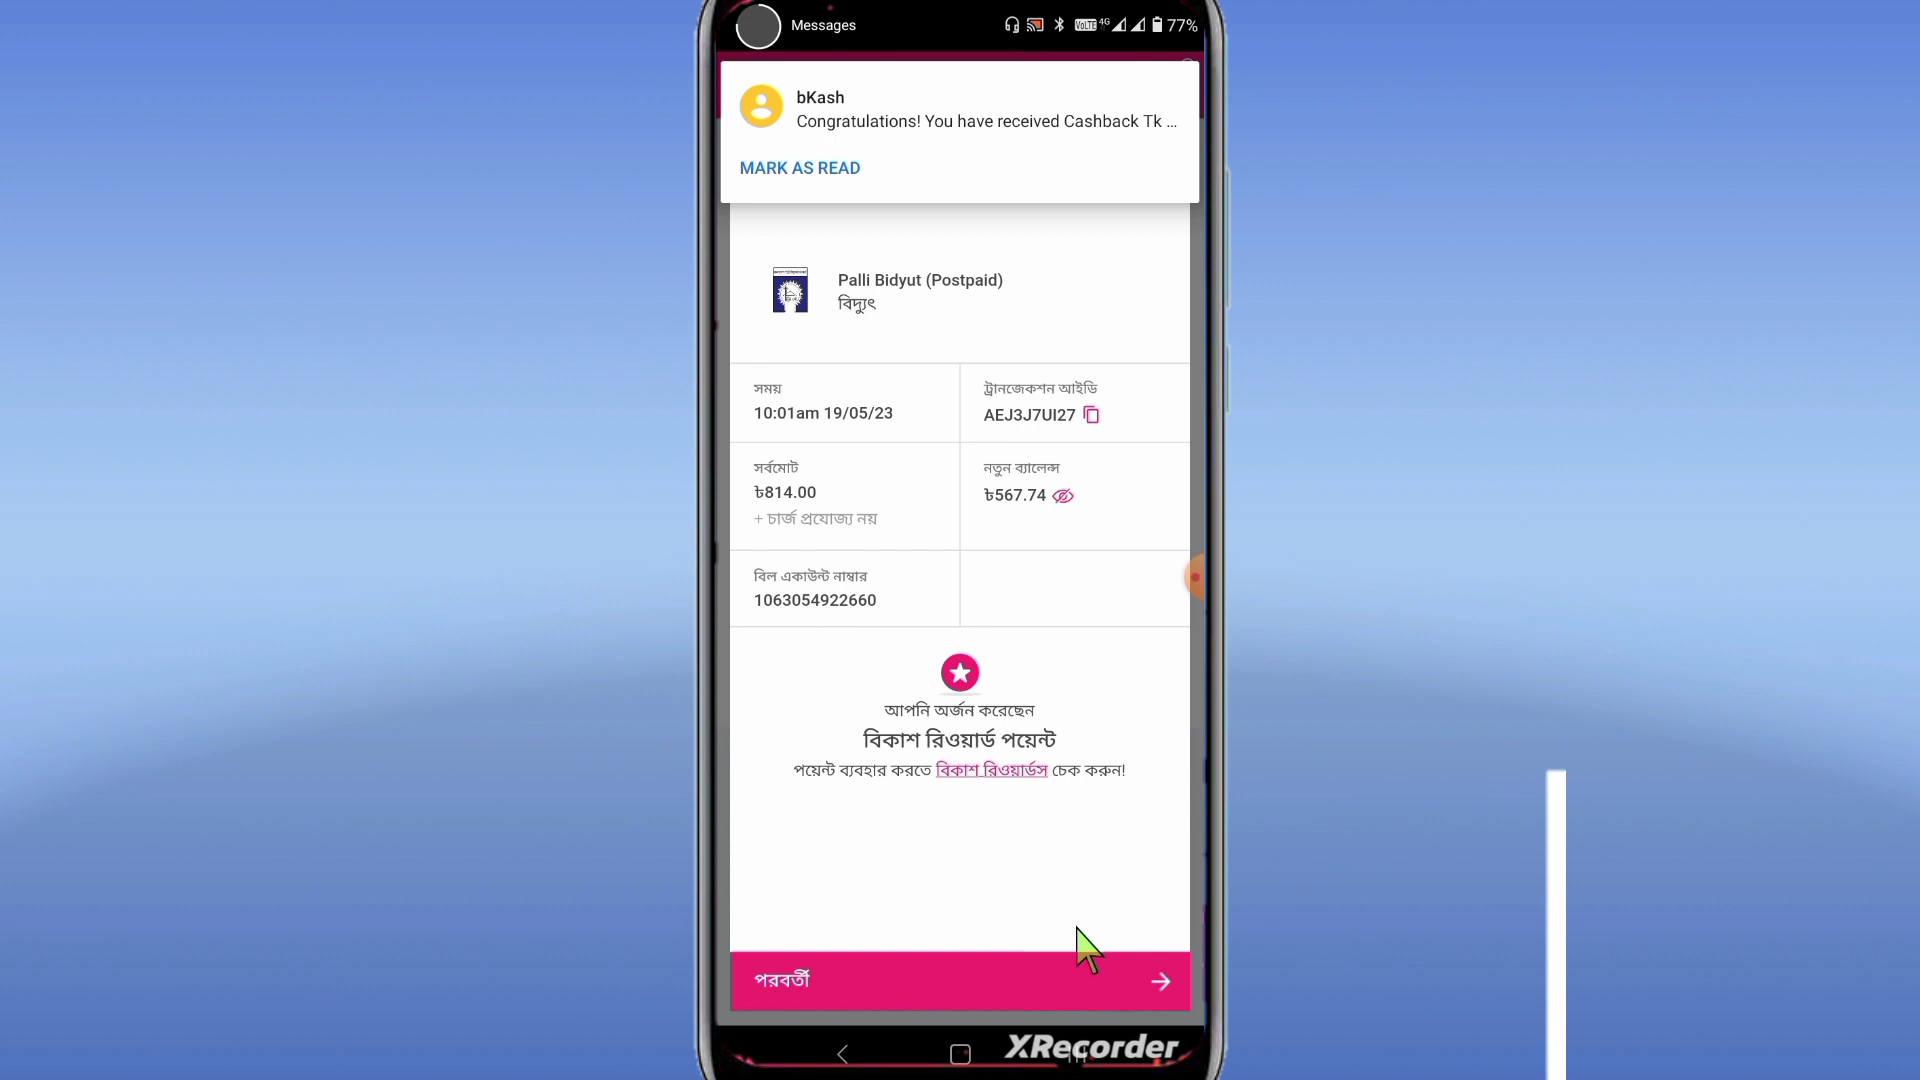 Messages
VoLTE 4G 77%
bKash
Congratulations! You have received Cashback Tk ...
MARK AS READ
Palli Bidyut (Postpaid)
বিদ্যুৎ
সময়
10:01am 19/05/23
ট্রানজেকশন আইডি
AEJ3J7UI27
সর্বমোট
৳814.00
+ চার্জ প্রযোজ্য নয়
নতুন ব্যালেন্স
৳567.74
বিল একাউন্ট নাম্বার
1063054922660
আপনি অর্জন করেছেন
বিকাশ রিওয়ার্ড পয়েন্ট
পয়েন্ট ব্যবহার করতে বিকাশ রিওয়ার্ডস চেক করুন!
পরবর্তী
XRecorder